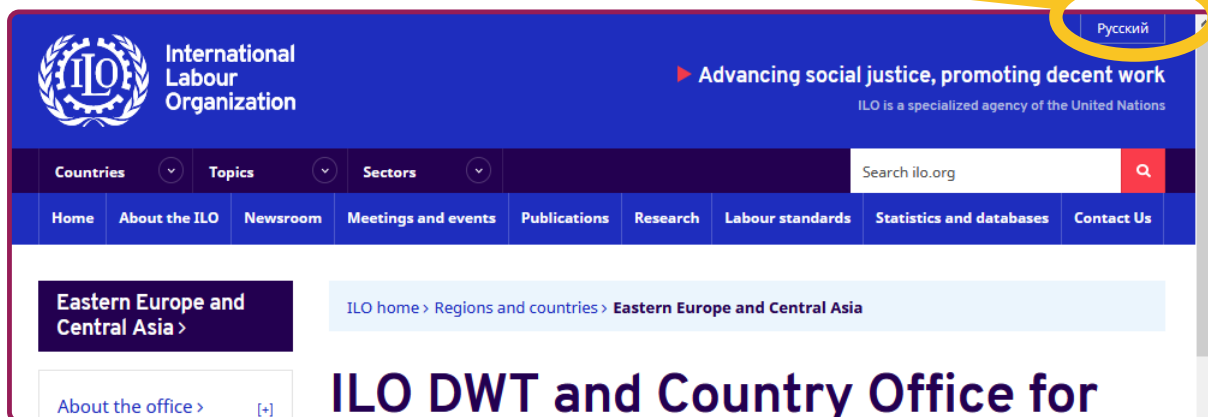 Русский
ILO
International
Labour
Organization
Advancing social justice, promoting decent work
ILO is a specialized agency of the United Nations
Countries Topics Sectors Search ilo.org
Home About the ILO Newsroom Meetings and events Publications Research Labour standards Statistics and databases Contact Us
Eastern Europe and
Central Asia >
ILO home > Regions and countries > Eastern Europe and Central Asia
About the office > [+]
ILO DWT and Country Office for